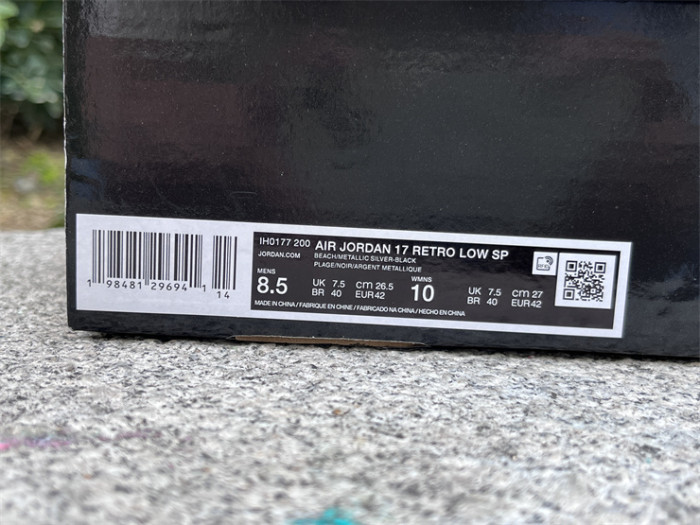 IH0177 200 AIR JORDAN 17 RETRO LOW SP
JORDAN.COM BEACH/METALLIC SILVER-BLACK
PLAGE/NOIR/ARGENT METALLIQUE
MENS 8.5 UK 7.5 cm 26.5 WMNS 10 UK 7.5 cm 27
BR 40 EUR42 BR 40 EUR42
MADE IN CHINA / FABRIQUE EN CHINE / FABRICADO NA CHINA / HECHO EN CHINA
1 98481 29694 1 14